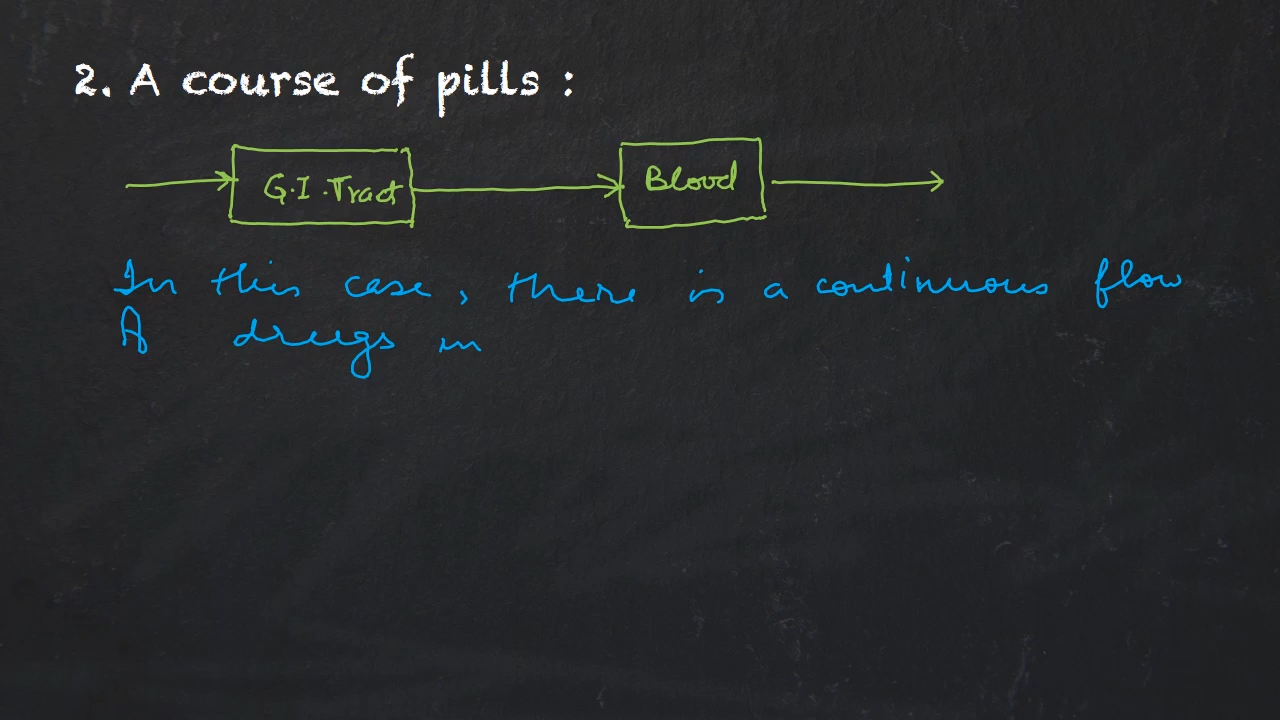 2. A course of pills :
G.I.Tract
Blood
In this case, there is a continuous flow
of drugs in